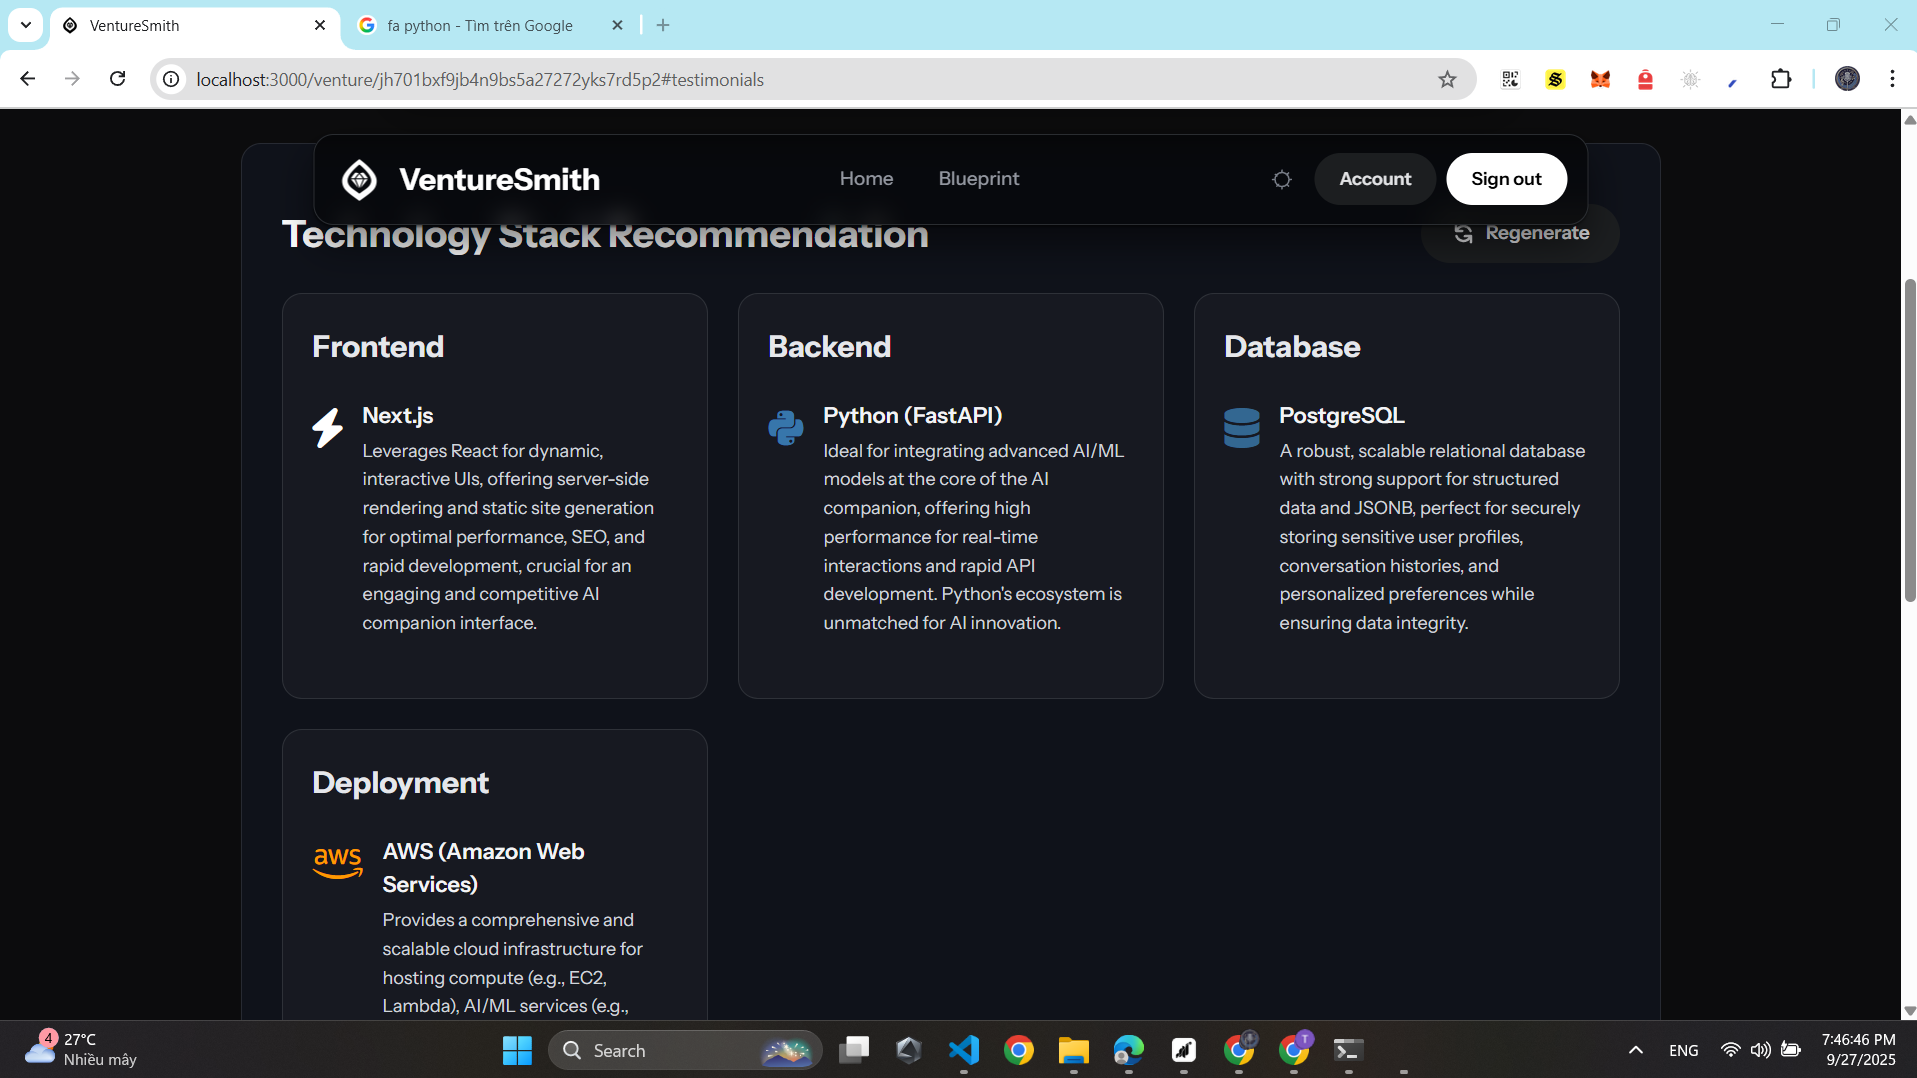 VentureSmith
fa python - Tìm trên Google
localhost:3000/venture/jh701bxf9jb4n9bs5a27272yks7rd5p2#testimonials
VentureSmith
Home
Blueprint
Account
Sign out
Technology Stack Recommendation
Regenerate
Frontend
Next.js
Leverages React for dynamic,
interactive UIs, offering server-side
rendering and static site generation
for optimal performance, SEO, and
rapid development, crucial for an
engaging and competitive AI
companion interface.
Backend
Python (FastAPI)
Ideal for integrating advanced AI/ML
models at the core of the AI
companion, offering high
performance for real-time
interactions and rapid API
development. Python's ecosystem is
unmatched for AI innovation.
Database
PostgreSQL
A robust, scalable relational database
with strong support for structured
data and JSONB, perfect for securely
storing sensitive user profiles,
conversation histories, and
personalized preferences while
ensuring data integrity.
Deployment
aws
AWS (Amazon Web
Services)
Provides a comprehensive and
scalable cloud infrastructure for
hosting compute (e.g., EC2,
Lambda), AI/ML services (e.g.,
4
27°C
Nhiều mây
Search
T
ENG
7:46:46 PM
9/27/2025